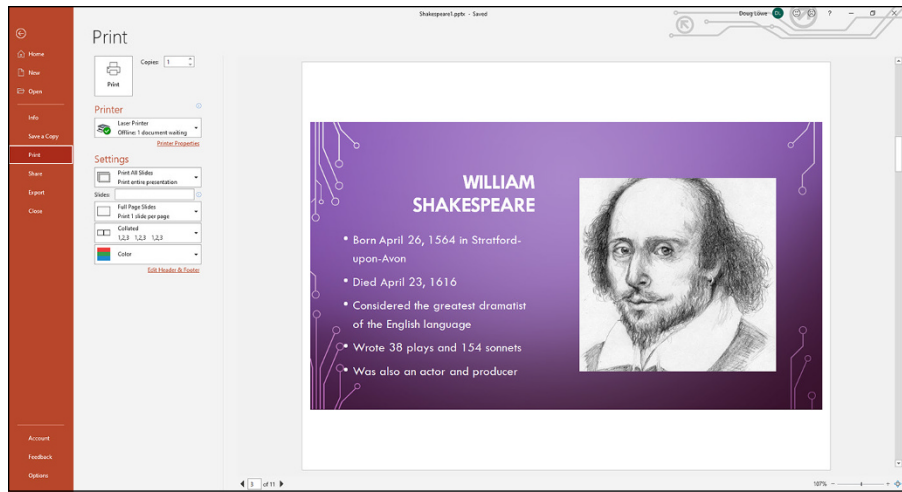 Shakespeare1.pptx - Saved
Doug Lowe
DL
?
Print
Home
New
Open
Info
Save a Copy
Print
Share
Export
Close
Account
Feedback
Options
Copies: 1
Print
Printer
Laser Printer
Offline: 1 document waiting
Printer Properties
Settings
Print All Slides
Print entire presentation
Slides:
Full Page Slides
Print 1 slide per page
Collated
1,2,3 1,2,3 1,2,3
Color
Edit Header & Footer
WILLIAM
SHAKESPEARE
Born April 26, 1564 in Stratford-
upon-Avon
Died April 23, 1616
Considered the greatest dramatist
of the English language
Wrote 38 plays and 154 sonnets
Was also an actor and producer
3 of 11
107%